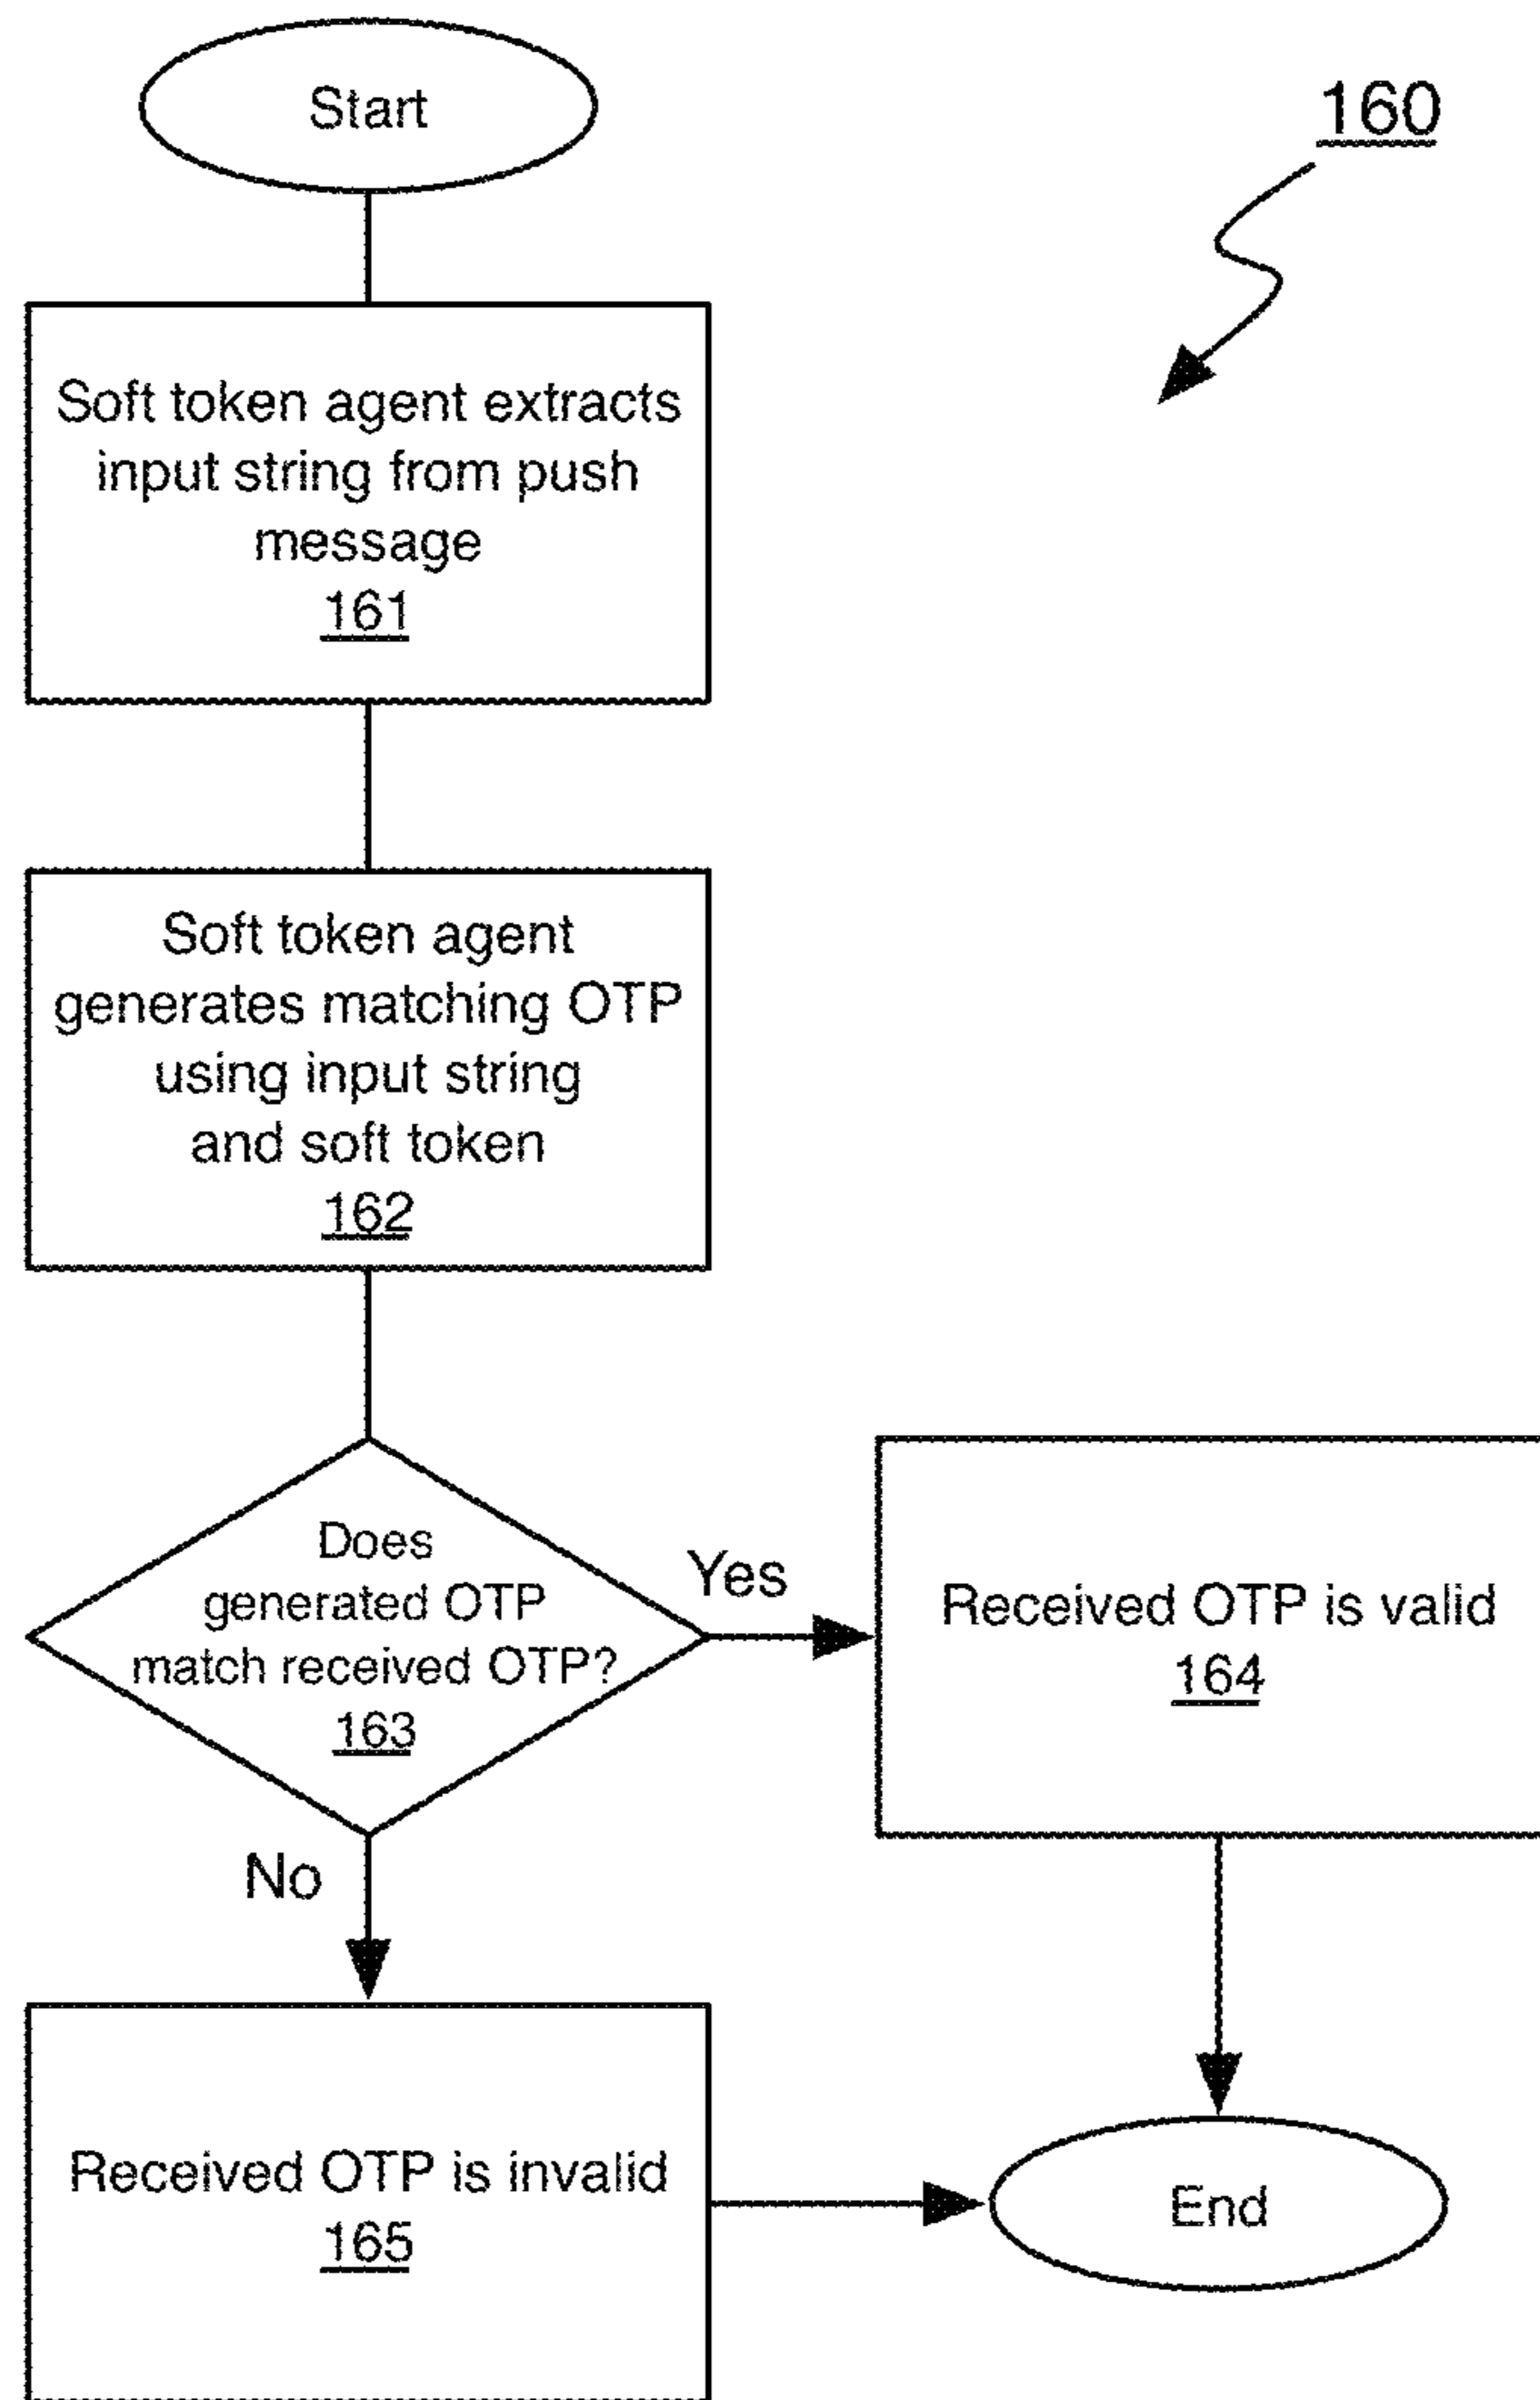 Start
160
Soft token agent extracts
input string from push
message
161
Soft token agent
generates matching OTP
using input string
and soft token
162
Does
generated OTP
match received OTP?
163
Yes
Received OTP is valid
164
No
Received OTP is invalid
165
End